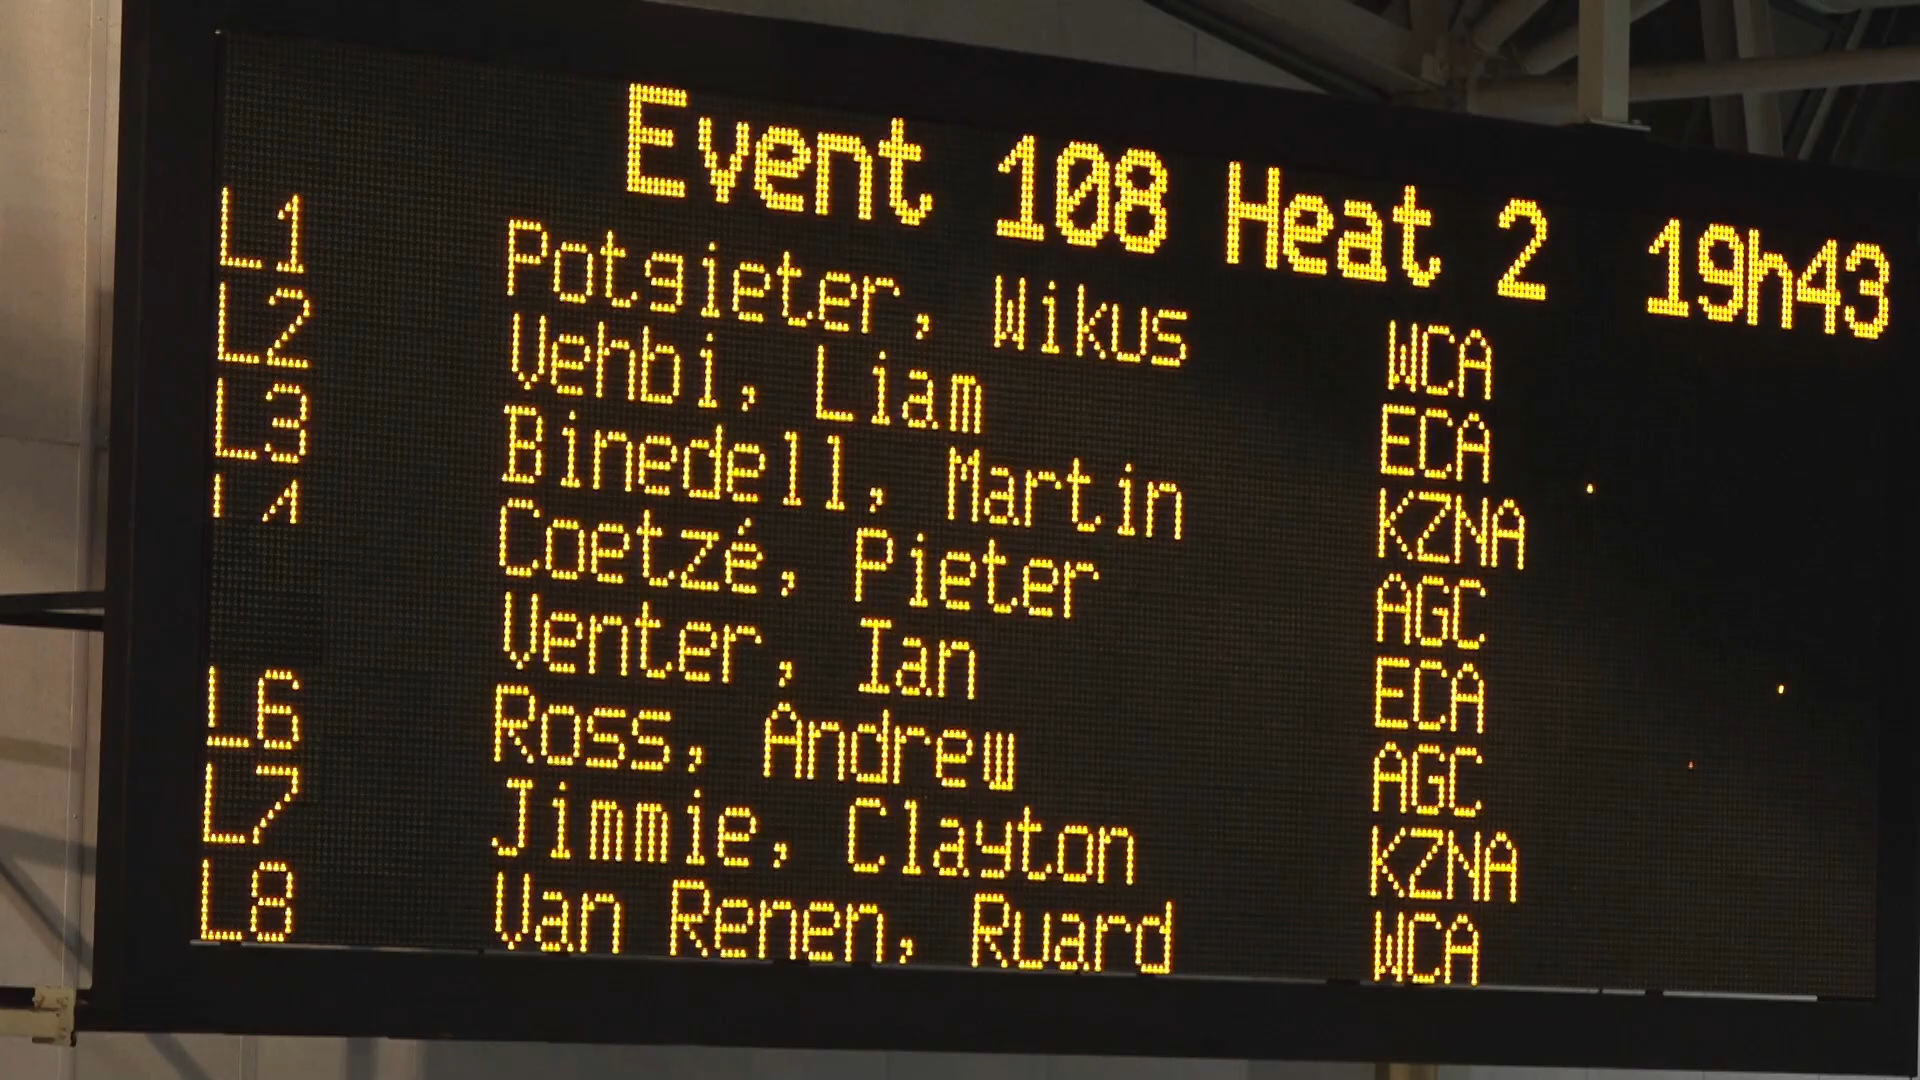 Event 108 Heat 2 19h43
L1 Potgieter, Wikus WCA
L2 Vehbi, Liam ECA
L3 Binedell, Martin KZNA
L4 Coetzé, Pieter AGC
Venter, Ian ECA
L6 Ross, Andrew AGC
L7 Jimmie, Clayton KZNA
L8 Van Renen, Ruard WCA